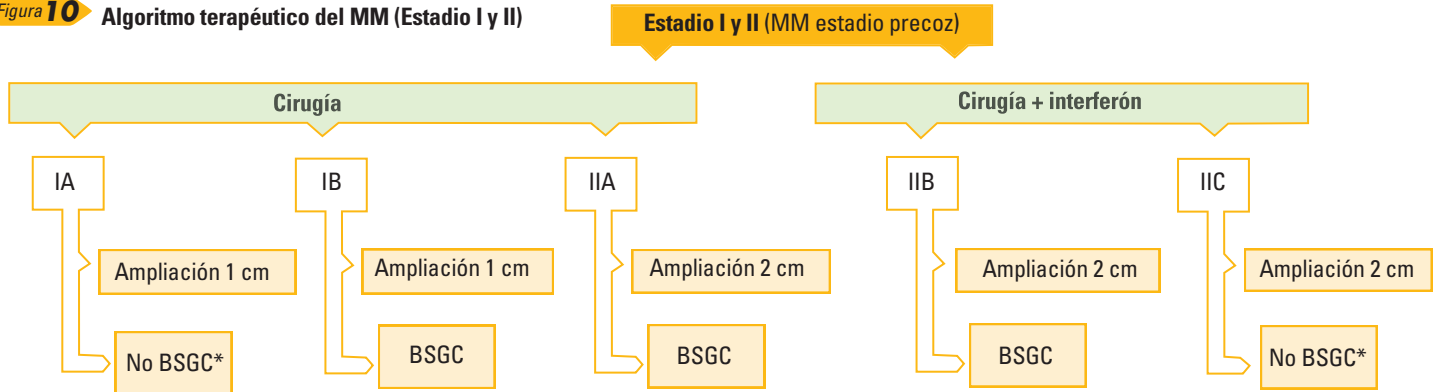 Figura 10 Algoritmo terapéutico del MM (Estadio I y II)
Estadio I y II (MM estadio precoz)
Cirugía
Cirugía + interferón
IA
IB
IIA
IIB
IIC
Ampliación 1 cm
Ampliación 1 cm
Ampliación 2 cm
Ampliación 2 cm
Ampliación 2 cm
No BSGC*
BSGC
BSGC
BSGC
No BSGC*